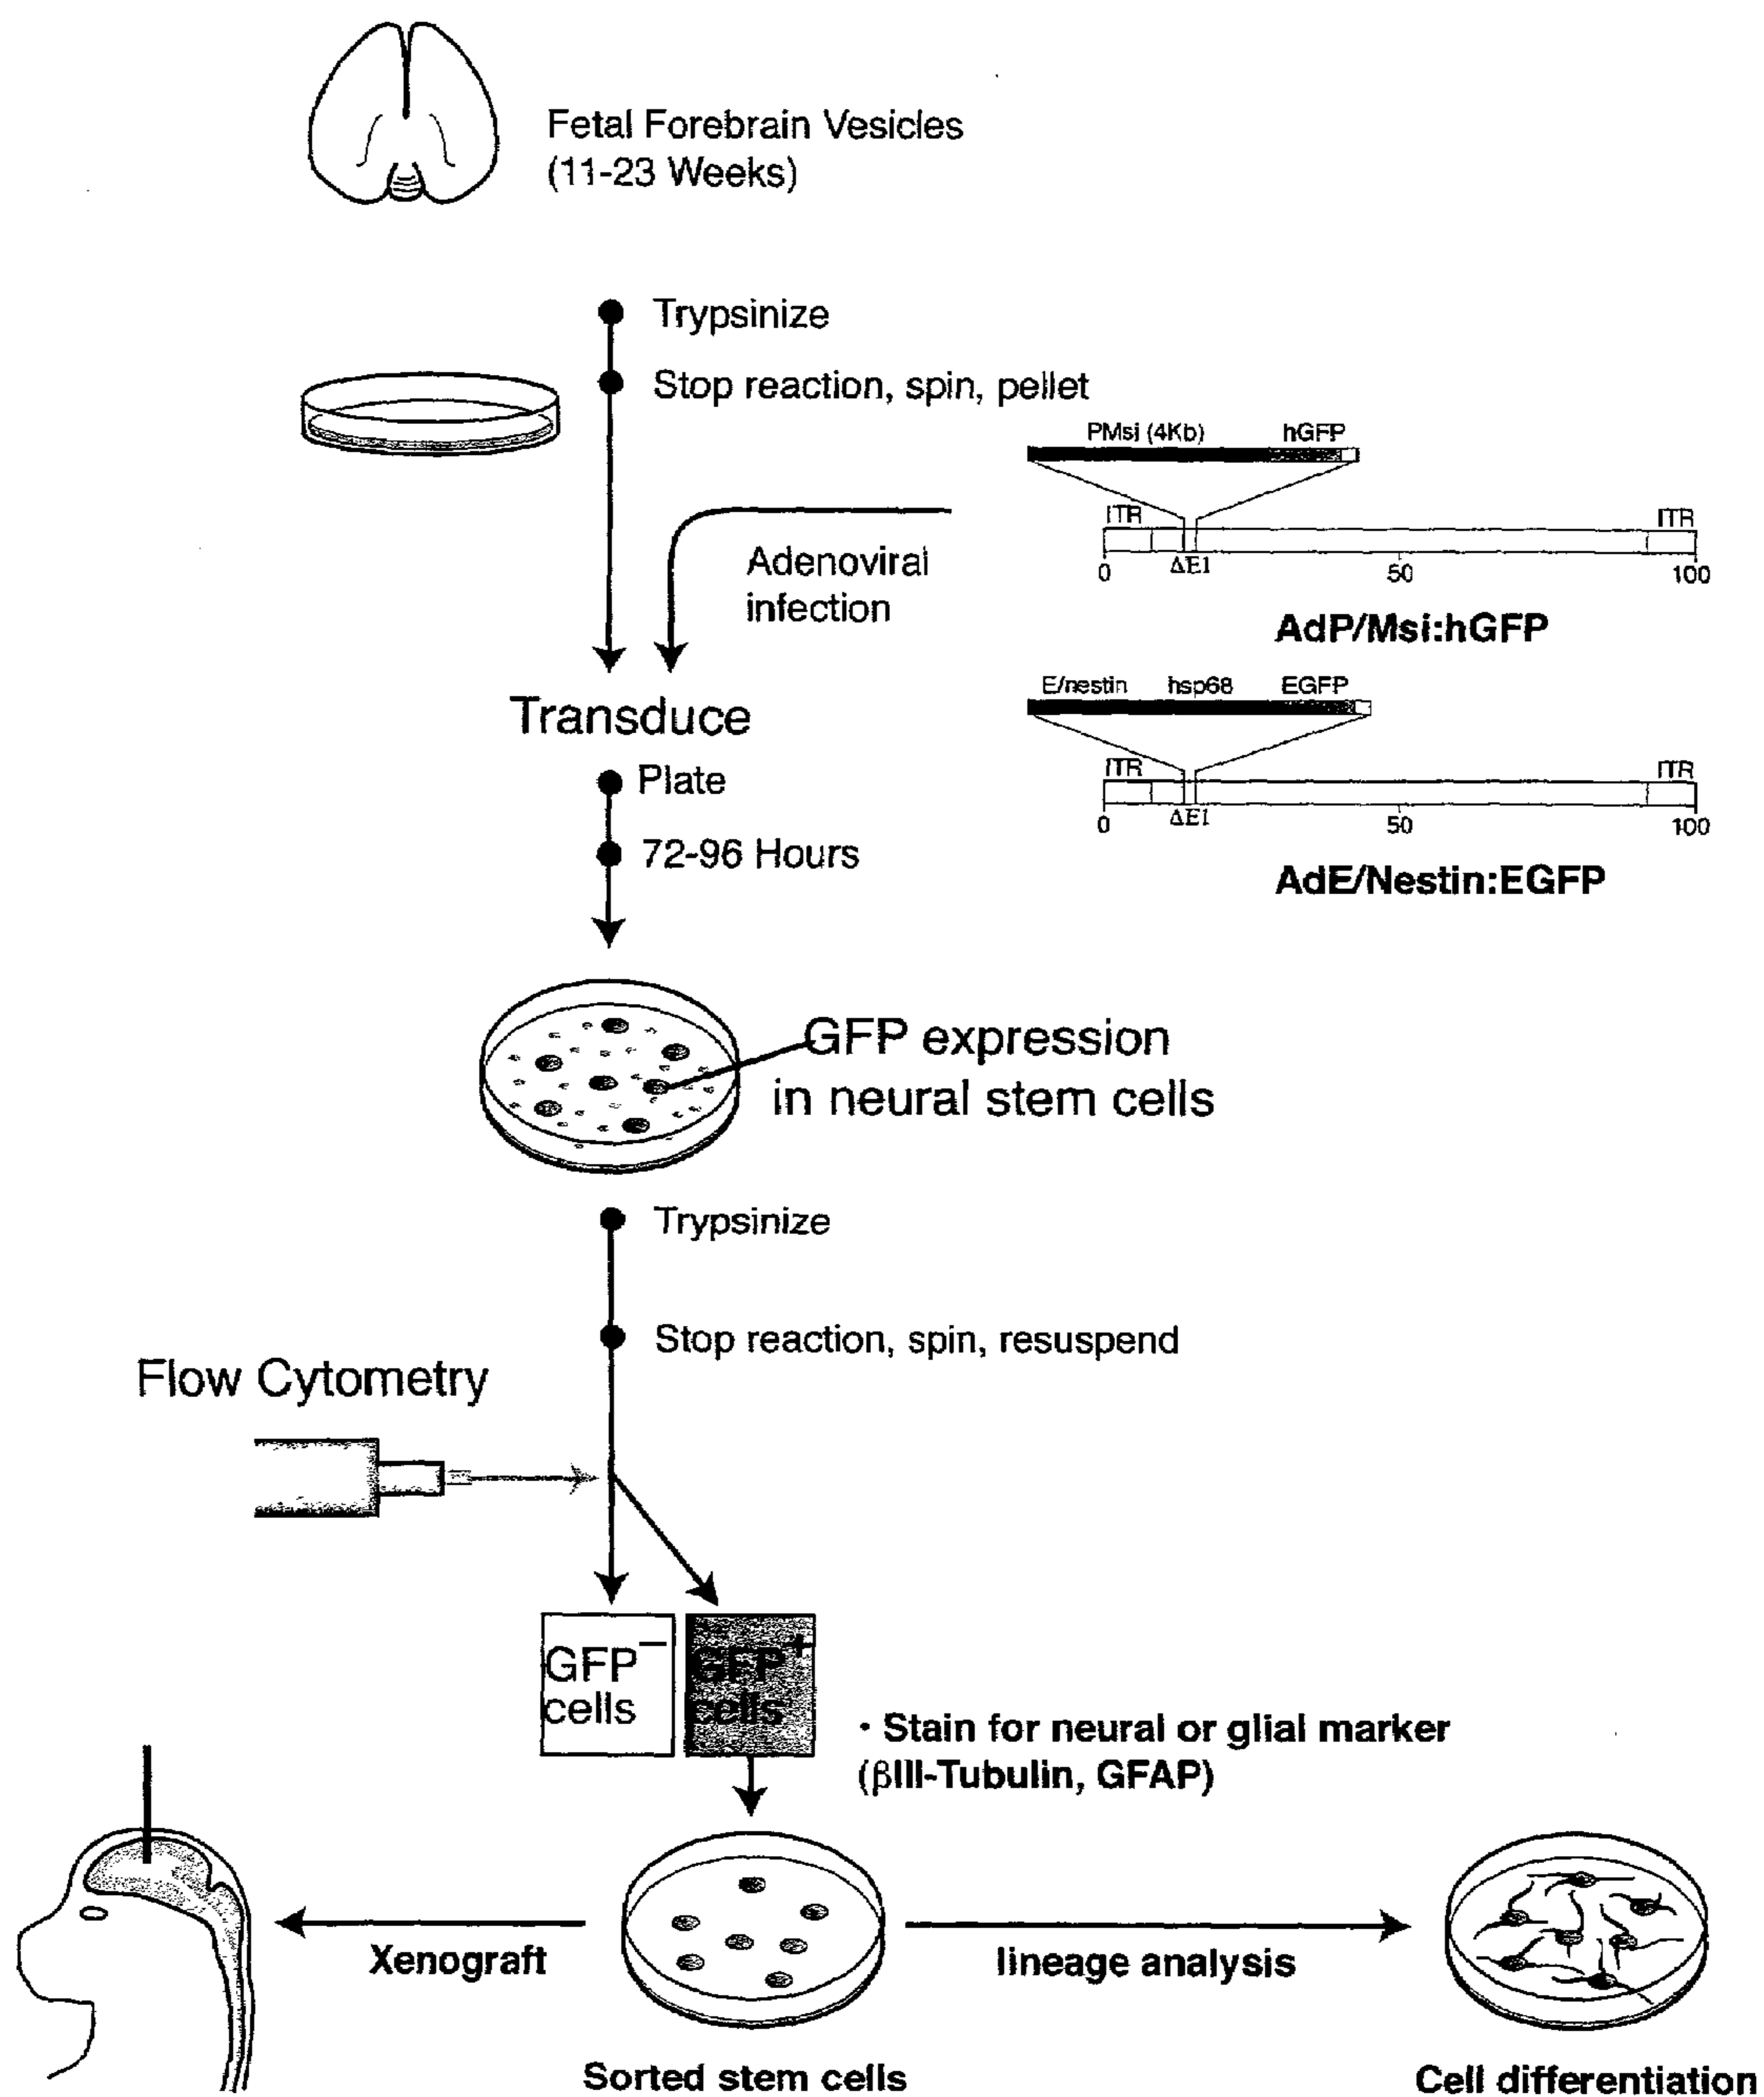 Fetal Forebrain Vesicles
(11-23 Weeks)
Trypsinize
Stop reaction, spin, pellet
PMsi (4Kb) hGFP
ITR ITR
0 ΔE1 50 100
AdP/Msi:hGFP
Adenoviral
infection
E/nestin hsp68 EGFP
ITR ITR
0 ΔE1 50 100
AdE/Nestin:EGFP
Transduce
Plate
72-96 Hours
GFP expression
in neural stem cells
Trypsinize
Stop reaction, spin, resuspend
Flow Cytometry
GFP−
cells
GFP+
cells
· Stain for neural or glial marker
(βIII-Tubulin, GFAP)
Xenograft
lineage analysis
Sorted stem cells
Cell differentiation